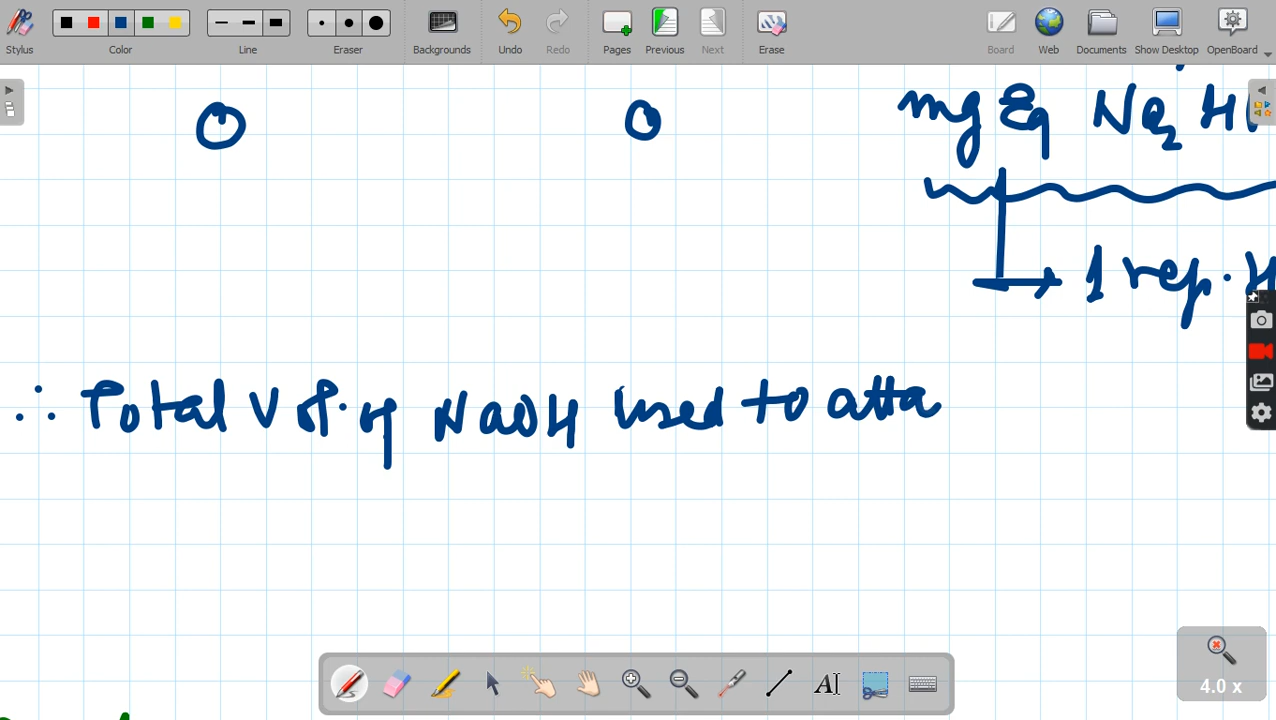 Stylus Color Line Eraser Backgrounds Undo Redo Pages Previous Next Erase Board Web Documents Show Desktop OpenBoard
0 0 mg Eq Na2 H
1 rep. H
∴ Total Vol. of NaOH used to atta
4.0 x